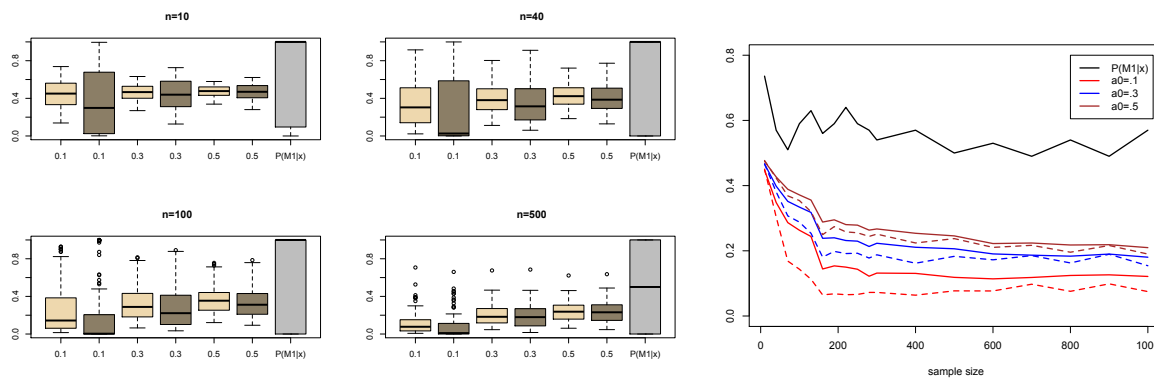 n=10
0.0 0.4 0.8
0.1 0.1 0.3 0.3 0.5 0.5 P(M1|x)
n=40
0.0 0.4 0.8
0.1 0.1 0.3 0.3 0.5 0.5 P(M1|x)
n=100
0.0 0.4 0.8
0.1 0.1 0.3 0.3 0.5 0.5 P(M1|x)
n=500
0.0 0.4 0.8
0.1 0.1 0.3 0.3 0.5 0.5 P(M1|x)
0.0 0.2 0.4 0.6 0.8
P(M1|x)
a0=.1
a0=.3
a0=.5
0 200 400 600 800 1000
sample size